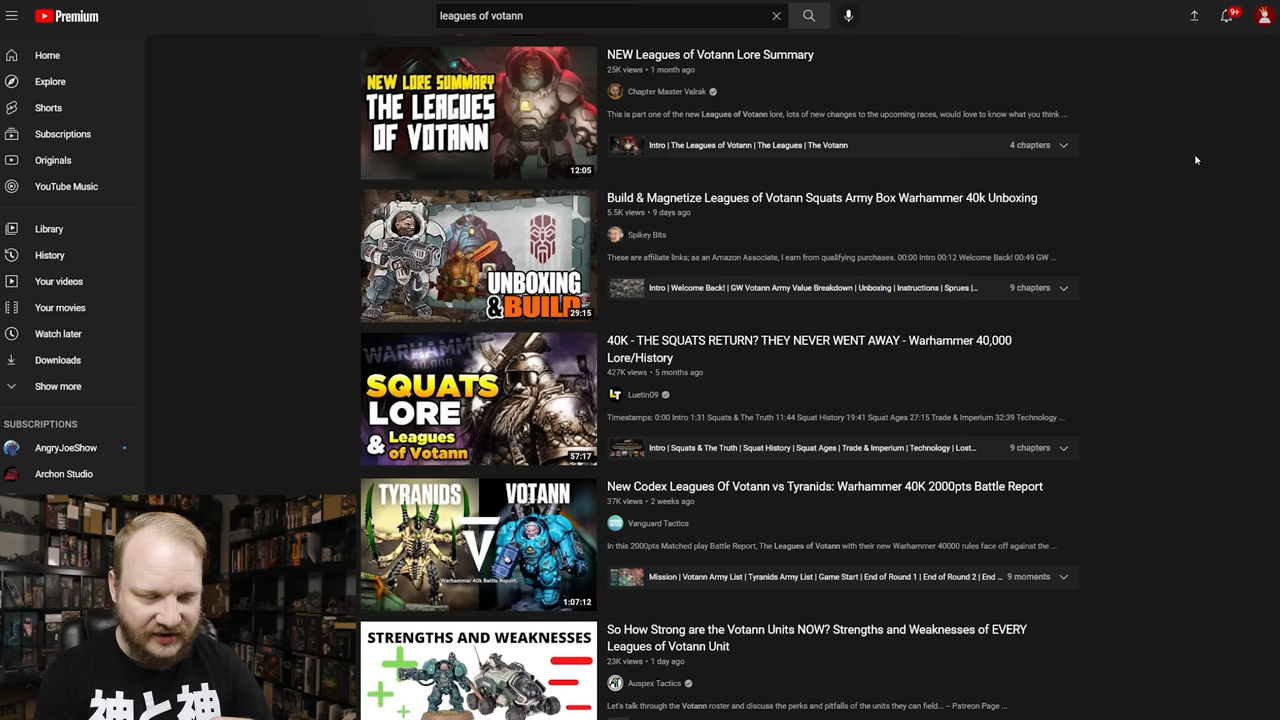 Premium
leagues of votann
9+
Home
Explore
Shorts
Subscriptions
Originals
YouTube Music
Library
History
Your videos
Your movies
Watch later
Downloads
Show more
SUBSCRIPTIONS
AngryJoeShow
Archon Studio
NEW LORE SUMMARY
THE LEAGUES
OF VOTANN
12:05
NEW Leagues of Votann Lore Summary
25K views • 1 month ago
Chapter Master Valrak
This is part one of the new Leagues of Votann lore, lots of new changes to the upcoming races, would love to know what you think ...
Intro | The Leagues of Votann | The Leagues | The Votann
4 chapters
UNBOXING
&BUILD
29:15
Build & Magnetize Leagues of Votann Squats Army Box Warhammer 40k Unboxing
5.5K views • 9 days ago
Spikey Bits
These are affiliate links; as an Amazon Associate, I earn from qualifying purchases. 00:00 Intro 00:12 Welcome Back! 00:49 GW ...
Intro | Welcome Back! | GW Votann Army Value Breakdown | Unboxing | Instructions | Sprues |...
9 chapters
WARHAMMER
40,000
SQUATS
LORE
& Leagues
of Votann
57:17
40K - THE SQUATS RETURN? THEY NEVER WENT AWAY - Warhammer 40,000
Lore/History
427K views • 5 months ago
LT
Luetin09
Timestamps: 0:00 Intro 1:31 Squats & The Truth 11:44 Squat History 19:41 Squat Ages 27:15 Trade & Imperium 32:39 Technology ...
Intro | Squats & The Truth | Squat History | Squat Ages | Trade & Imperium | Technology | Lost...
9 chapters
TYRANIDS
VOTANN
V
Warhammer 40k Battle Report.
1:07:12
New Codex Leagues Of Votann vs Tyranids: Warhammer 40K 2000pts Battle Report
37K views • 2 weeks ago
Vanguard Tactics
In this 2000pts Matched play Battle Report, The Leagues of Votann with their new Warhammer 40000 rules face off against the ...
Mission | Votann Army List | Tyranids Army List | Game Start | End of Round 1 | End of Round 2 | End ...
9 moments
STRENGTHS AND WEAKNESSES
So How Strong are the Votann Units NOW? Strengths and Weaknesses of EVERY
Leagues of Votann Unit
23K views • 1 day ago
Auspex Tactics
Let's talk through the Votann roster and discuss the perks and pitfalls of the units they can field... – Patreon Page ...
神と神